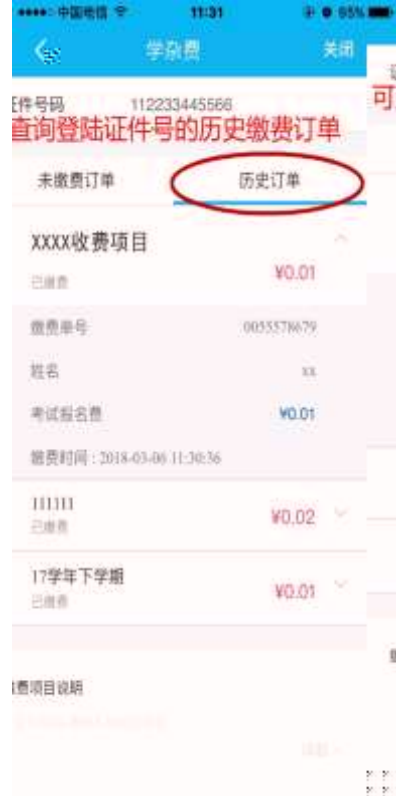 中国电信 11:31 65%
学杂费 关闭
证件号码 112233445566
查询登陆证件号的历史缴费订单
可
未缴费订单 历史订单
XXXX收费项目
已缴费 ¥0.01
缴费单号 0055578679
姓名 xx
考试报名费 ¥0.01
缴费时间:2018-03-06 11:30:36
111111
已缴费 ¥0.02
17学年下学期
已缴费 ¥0.01
费项目说明